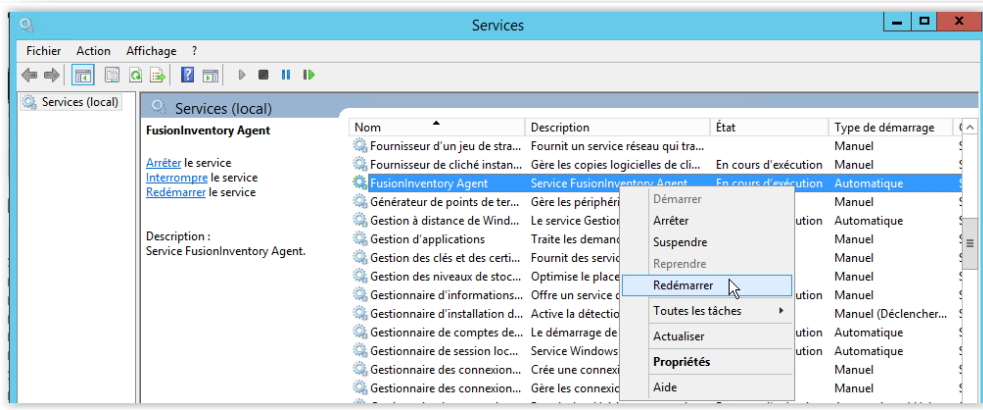 Services
Fichier Action Affichage ?
Services (local)
Services (local)
FusionInventory Agent
Arrêter le service
Interrompre le service
Redémarrer le service
Description :
Service FusionInventory Agent.
Nom Description État Type de démarrage
Fournisseur d'un jeu de stra... Fournit un service réseau qui tra... Manuel
Fournisseur de cliché instan... Gère les copies logicielles de cli... En cours d'exécution Manuel
FusionInventory Agent Service FusionInventory Agent En cours d'exécution Automatique
Générateur de points de ter... Gère les périphéri Manuel
Gestion à distance de Wind... Le service Gestion ution Automatique
Gestion d'applications Traite les demand Manuel
Gestion des clés et des certi... Fournit des servic Manuel
Gestion des niveaux de stoc... Optimise le place Manuel
Gestionnaire d'informations... Offre un service d ution Manuel
Gestionnaire d'installation d... Active la détectio Manuel (Déclencher...
Gestionnaire de comptes de... Le démarrage de ution Automatique
Gestionnaire de session loc... Service Windows ution Automatique
Gestionnaire des connexion... Crée une connexi Manuel
Gestionnaire des connexion... Gère les connexio Manuel
Démarrer
Arrêter
Suspendre
Reprendre
Redémarrer
Toutes les tâches
Actualiser
Propriétés
Aide